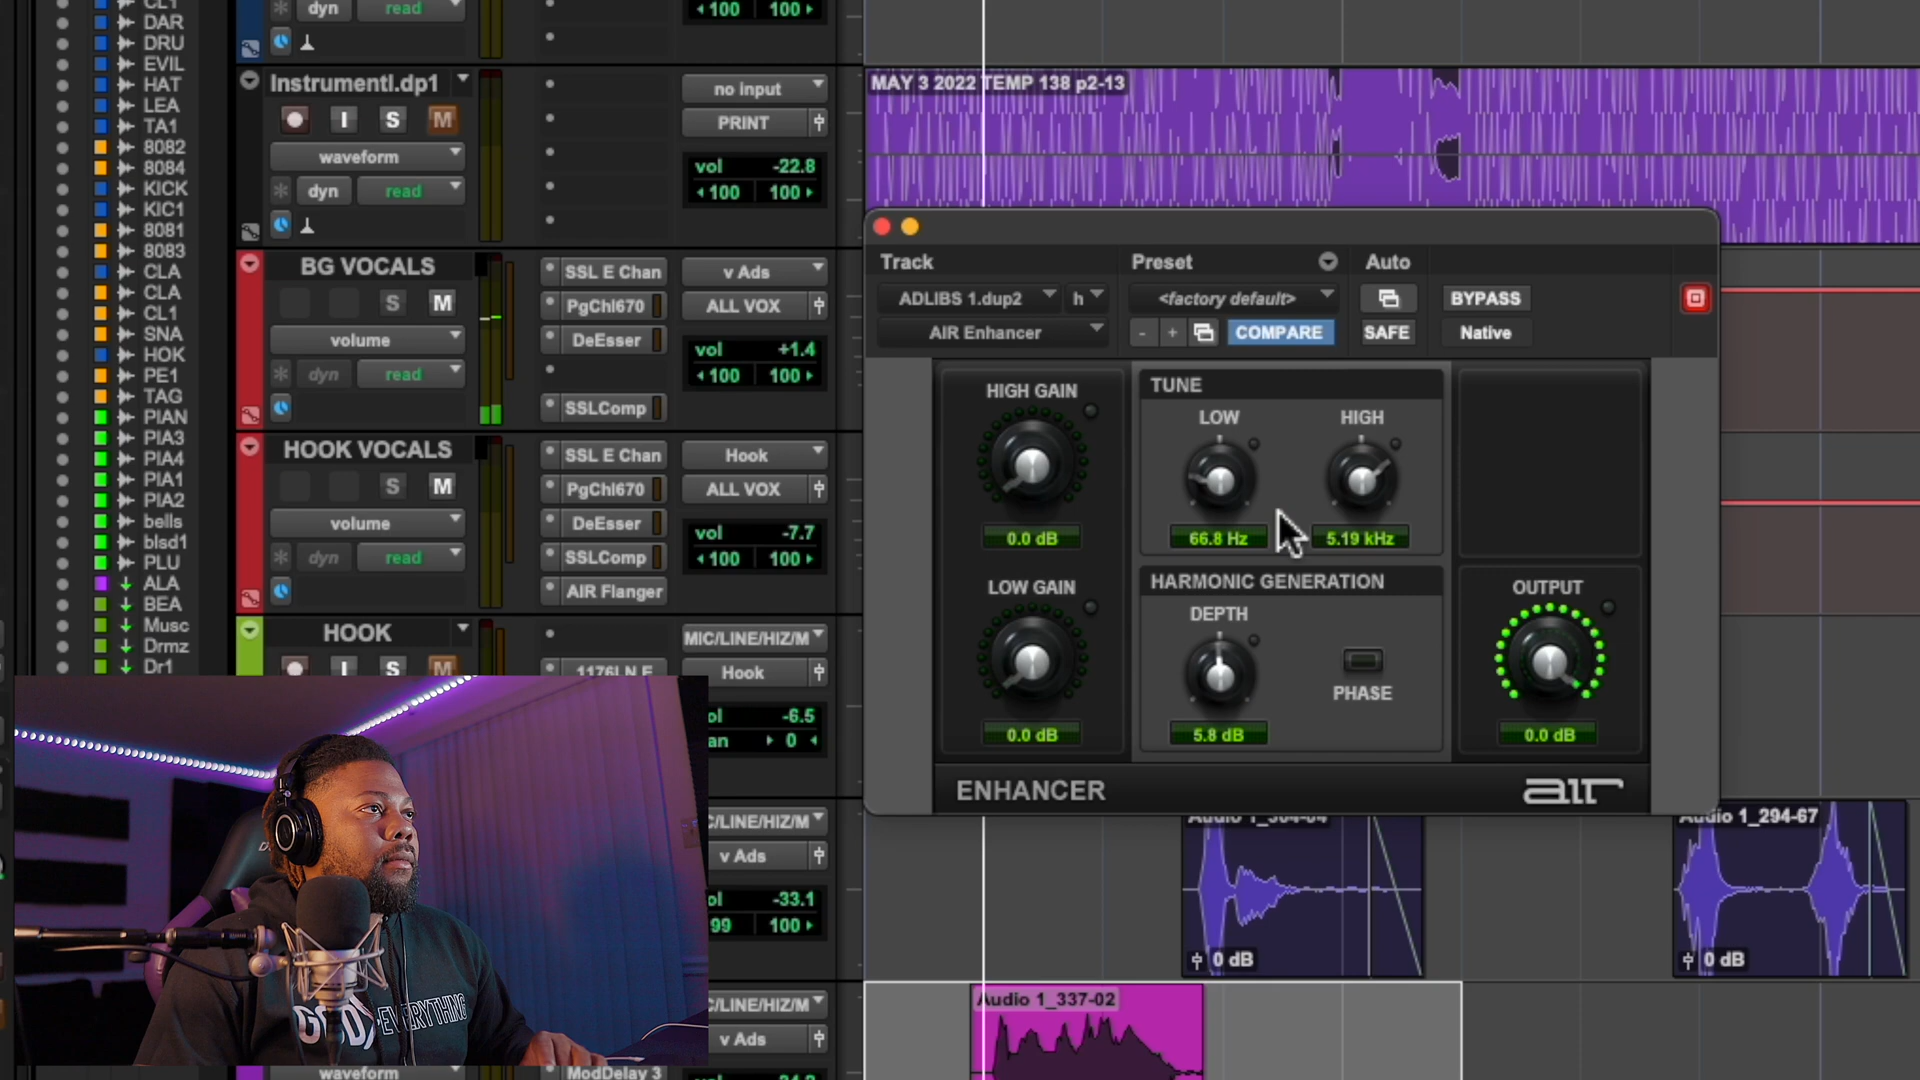 CL1
DAR
DRU
EVIL
HAT
LEA
TA1
8082
8084
KICK
KIC1
8081
8083
CLA
CLA
CL1
SNA
HOK
PE1
TAG
PIAN
PIA3
PIA4
PIA1
PIA2
bells
blsd1
PLU
ALA
BEA
Musc
Drmz
Dr1
dyn
read
100 100
Instrumentl.dp1
I S M
waveform
dyn
read
no input
PRINT
vol -22.8
100 100
MAY 3 2022 TEMP 138 p2-13
BG VOCALS
S M
volume
dyn
read
SSL E Chan
PgChl670
DeEsser
SSLComp
v Ads
ALL VOX
vol +1.4
100 100
HOOK VOCALS
S M
volume
dyn
read
SSL E Chan
PgChl670
DeEsser
SSLComp
AIR Flanger
Hook
ALL VOX
vol -7.7
100 100
HOOK
I S M
1176LN E
MIC/LINE/HIZ/M
Hook
ol -6.5
an 0
C/LINE/HIZ/M
v Ads
ol -33.1
99 100
C/LINE/HIZ/M
v Ads
waveform
ModDelay 3
Track
Preset
Auto
ADLIBS 1.dup2
h
<factory default>
BYPASS
AIR Enhancer
- +
COMPARE
SAFE
Native
HIGH GAIN
0.0 dB
LOW GAIN
0.0 dB
TUNE
LOW HIGH
66.8 Hz 5.19 kHz
HARMONIC GENERATION
DEPTH
5.8 dB
PHASE
OUTPUT
0.0 dB
ENHANCER
air
Audio 1_304-04
0 dB
Audio 1_294-67
0 dB
Audio 1_337-02
EVERYTHING